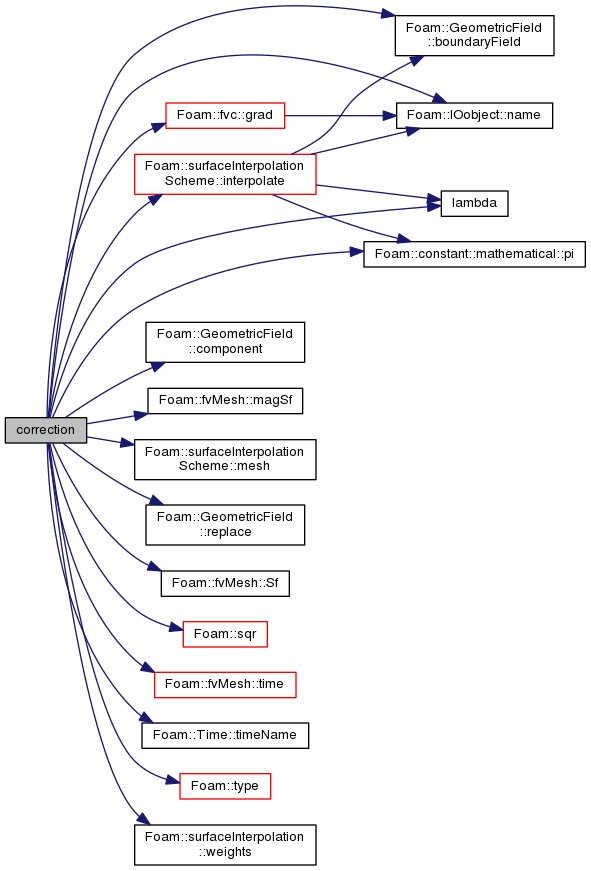 Foam::GeometricField
::boundaryField
Foam::fvc::grad
Foam::IOobject::name
Foam::surfaceInterpolation
Scheme::interpolate
lambda
Foam::constant::mathematical::pi
Foam::GeometricField
::component
Foam::fvMesh::magSf
correction
Foam::surfaceInterpolation
Scheme::mesh
Foam::GeometricField
::replace
Foam::fvMesh::Sf
Foam::sqr
Foam::fvMesh::time
Foam::Time::timeName
Foam::type
Foam::surfaceInterpolation
::weights